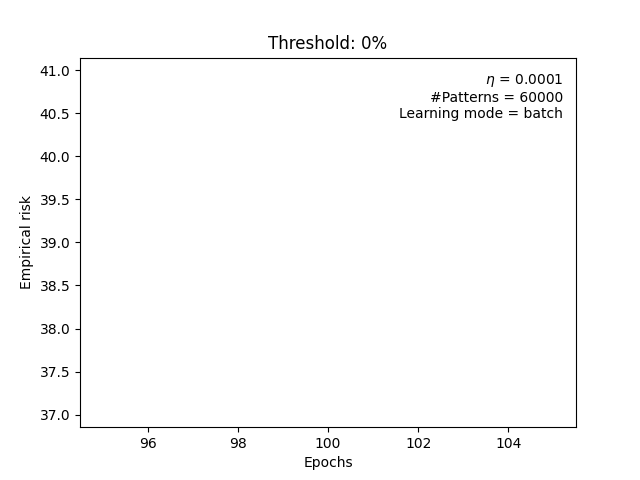 Threshold: 0%
η = 0.0001
#Patterns = 60000
Learning mode = batch
Empirical risk
41.0
40.5
40.0
39.5
39.0
38.5
38.0
37.5
37.0
96 98 100 102 104
Epochs